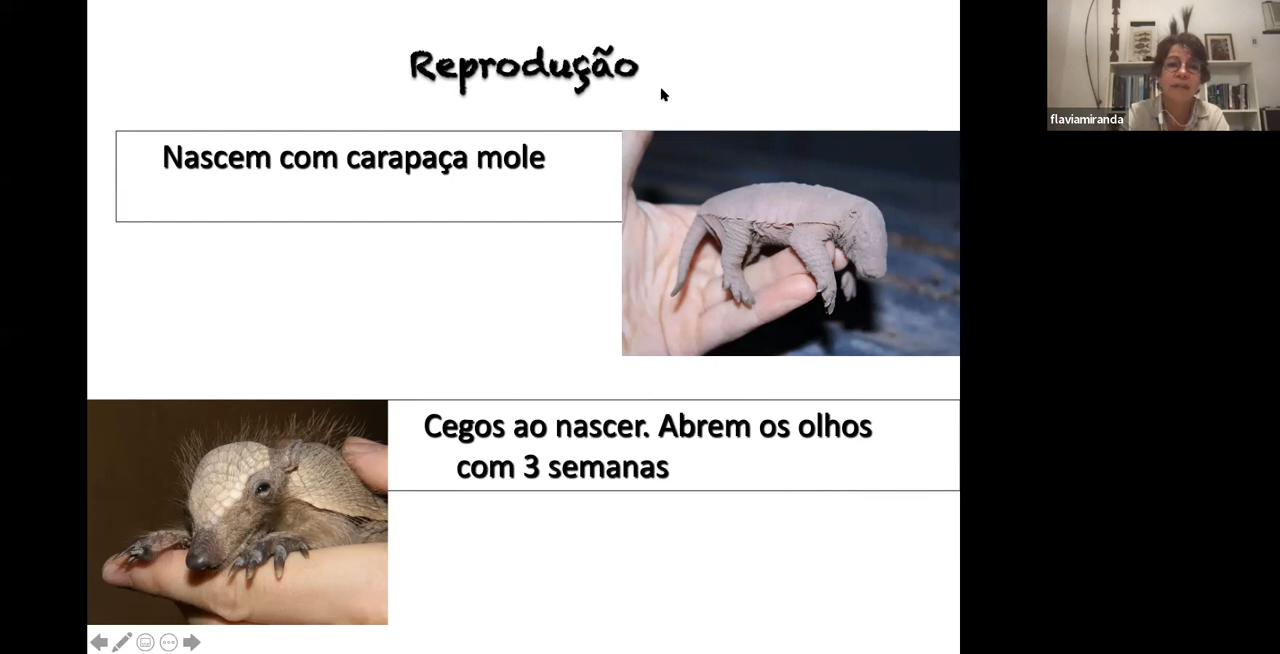 Reprodução
Nascem com carapaça mole
Cegos ao nascer. Abrem os olhos
com 3 semanas
flaviamiranda